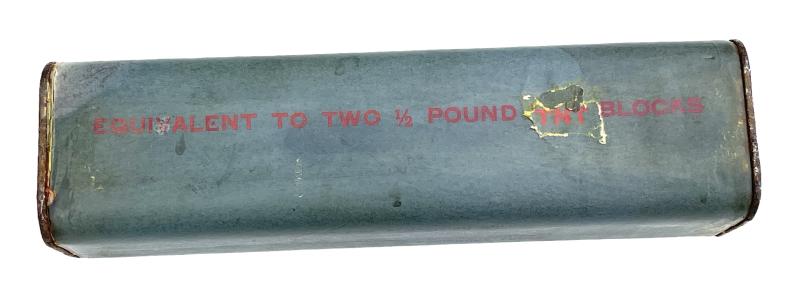 EQUIVALENT TO TWO ½ POUND TNT BLOCKS